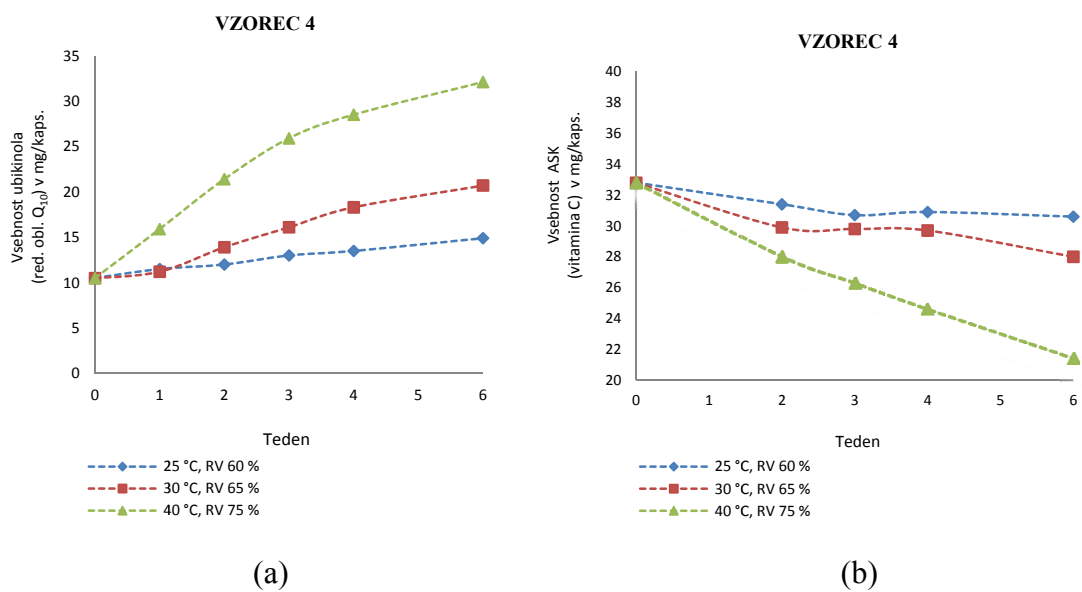 VZOREC 4
Vsebnost ubikinola
(red. obl. Q₁₀) v mg/kaps.
35
30
25
20
15
10
5
0
0 1 2 3 4 5 6
Teden
25 °C, RV 60 %
30 °C, RV 65 %
40 °C, RV 75 %
(a)
VZOREC 4
Vsebnost ASK
(vitamina C) v mg/kaps.
40
38
36
34
32
30
28
26
24
22
20
0 1 2 3 4 5 6
Teden
25 °C, RV 60 %
30 °C, RV 65 %
40 °C, RV 75 %
(b)